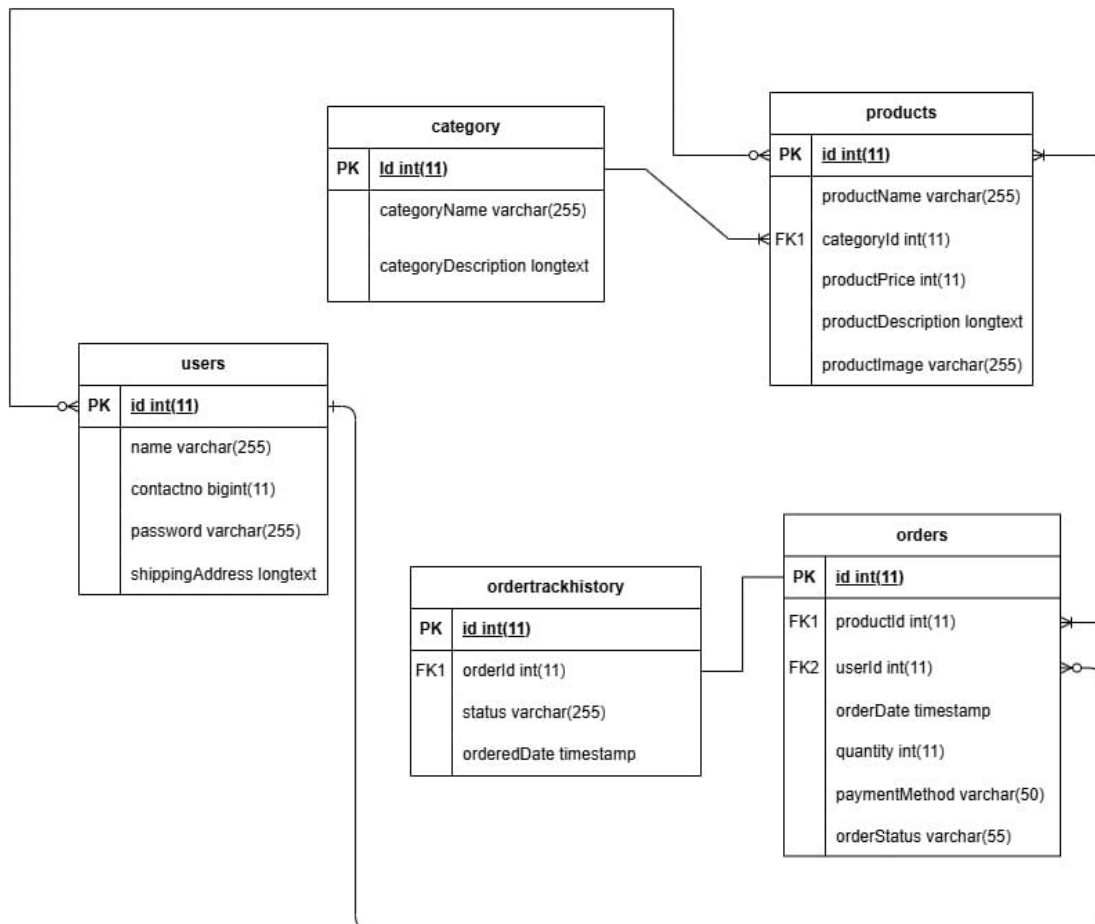 category
PK Id int(11)
categoryName varchar(255)
categoryDescription longtext
products
PK id int(11)
productName varchar(255)
FK1 categoryId int(11)
productPrice int(11)
productDescription longtext
productImage varchar(255)
users
PK id int(11)
name varchar(255)
contactno bigint(11)
password varchar(255)
shippingAddress longtext
ordertrackhistory
PK id int(11)
FK1 orderId int(11)
status varchar(255)
orderedDate timestamp
orders
PK id int(11)
FK1 productId int(11)
FK2 userId int(11)
orderDate timestamp
quantity int(11)
paymentMethod varchar(50)
orderStatus varchar(55)